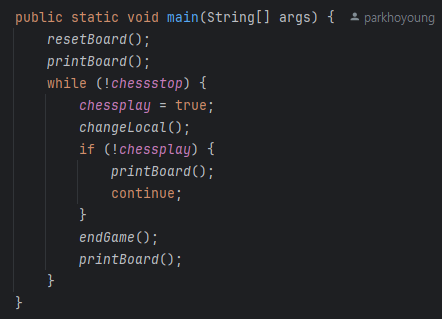 public static void main(String[] args) { parkhoyoung
    resetBoard();
    printBoard();
    while (!chessstop) {
        chessplay = true;
        changeLocal();
        if (!chessplay) {
            printBoard();
            continue;
        }
        endGame();
        printBoard();
    }
}